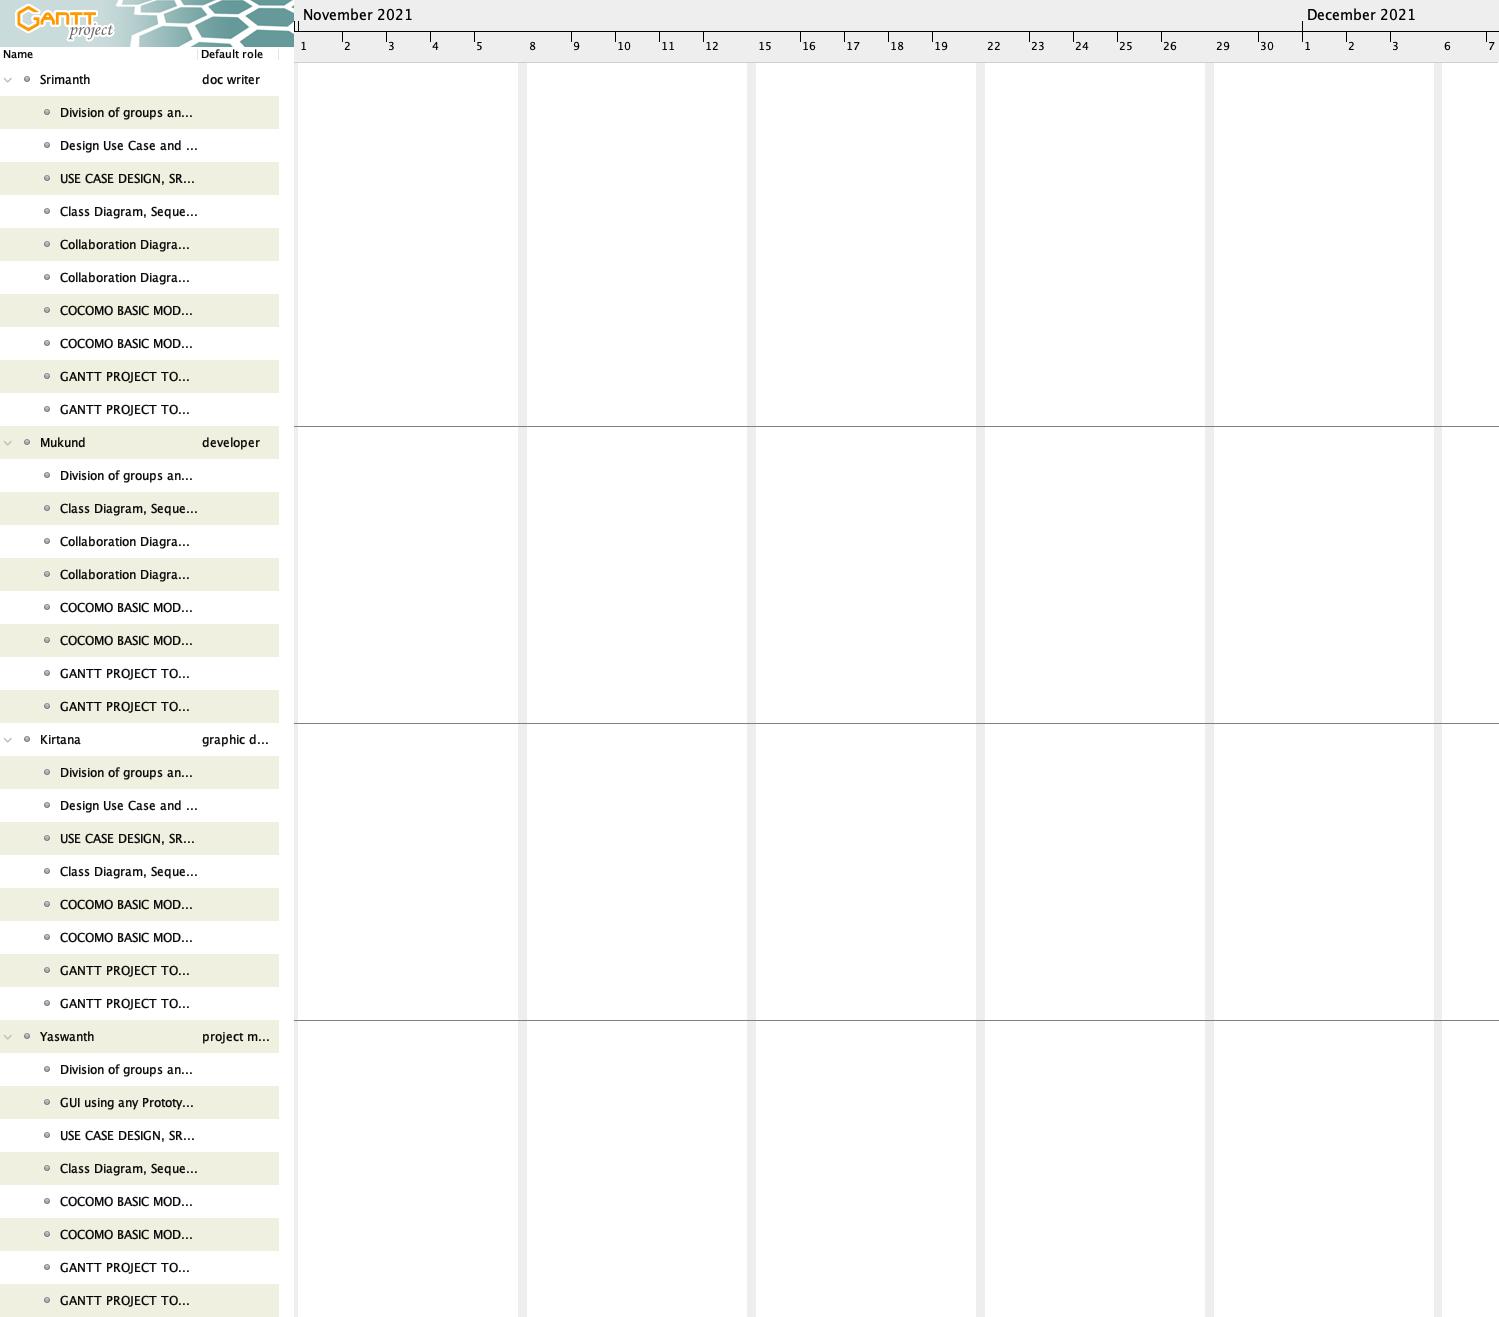 GANTT
project
November 2021
December 2021
1 2 3 4 5 8 9 10 11 12 15 16 17 18 19 22 23 24 25 26 29 30 1 2 3 6 7
Name Default role
Srimanth doc writer
Division of groups an...
Design Use Case and ...
USE CASE DESIGN, SR...
Class Diagram, Seque...
Collaboration Diagra...
Collaboration Diagra...
COCOMO BASIC MOD...
COCOMO BASIC MOD...
GANTT PROJECT TO...
GANTT PROJECT TO...
Mukund developer
Division of groups an...
Class Diagram, Seque...
Collaboration Diagra...
Collaboration Diagra...
COCOMO BASIC MOD...
COCOMO BASIC MOD...
GANTT PROJECT TO...
GANTT PROJECT TO...
Kirtana graphic d...
Division of groups an...
Design Use Case and ...
USE CASE DESIGN, SR...
Class Diagram, Seque...
COCOMO BASIC MOD...
COCOMO BASIC MOD...
GANTT PROJECT TO...
GANTT PROJECT TO...
Yaswanth project m...
Division of groups an...
GUI using any Prototy...
USE CASE DESIGN, SR...
Class Diagram, Seque...
COCOMO BASIC MOD...
COCOMO BASIC MOD...
GANTT PROJECT TO...
GANTT PROJECT TO...